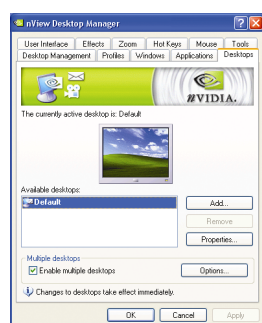 nView Desktop Manager
User Interface Effects Zoom Hot Keys Mouse Tools
Desktop Management Profiles Windows Applications Desktops
nVIDIA.
The currently active desktop is: Default
Available desktops:
Default
Add...
Remove
Properties...
Multiple desktops
Enable multiple desktops
Options...
Changes to desktops take effect immediately.
OK Cancel Apply